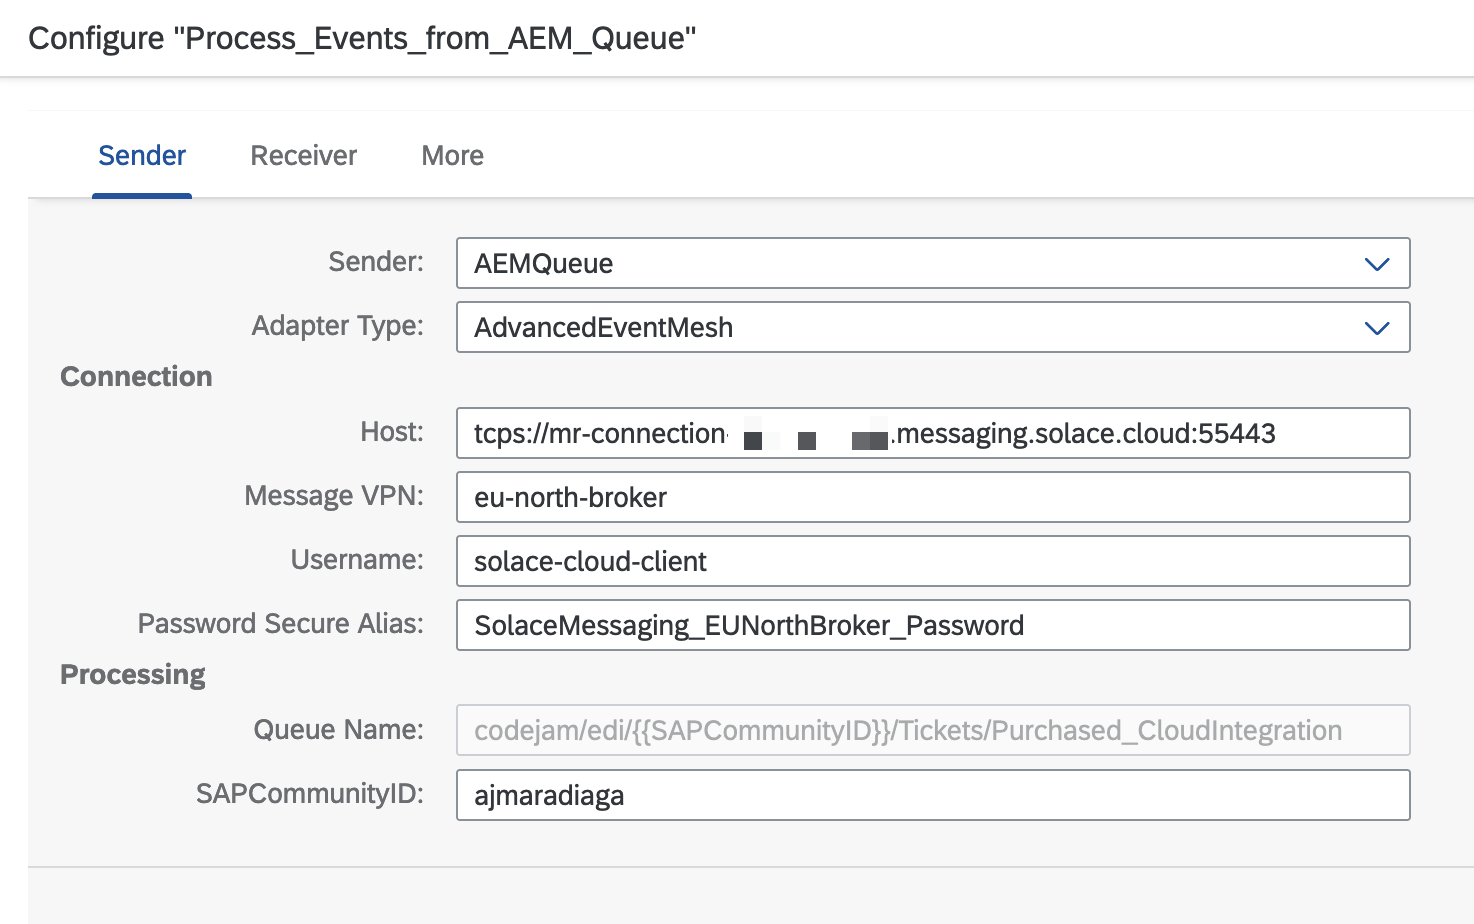 Configure "Process_Events_from_AEM_Queue"
Sender Receiver More
Sender: AEMQueue
Adapter Type: AdvancedEventMesh
Connection
Host: tcps://mr-connection- .messaging.solace.cloud:55443
Message VPN: eu-north-broker
Username: solace-cloud-client
Password Secure Alias: SolaceMessaging_EUNorthBroker_Password
Processing
Queue Name: codejam/edi/{{SAPCommunityID}}/Tickets/Purchased_CloudIntegration
SAPCommunityID: ajmaradiaga